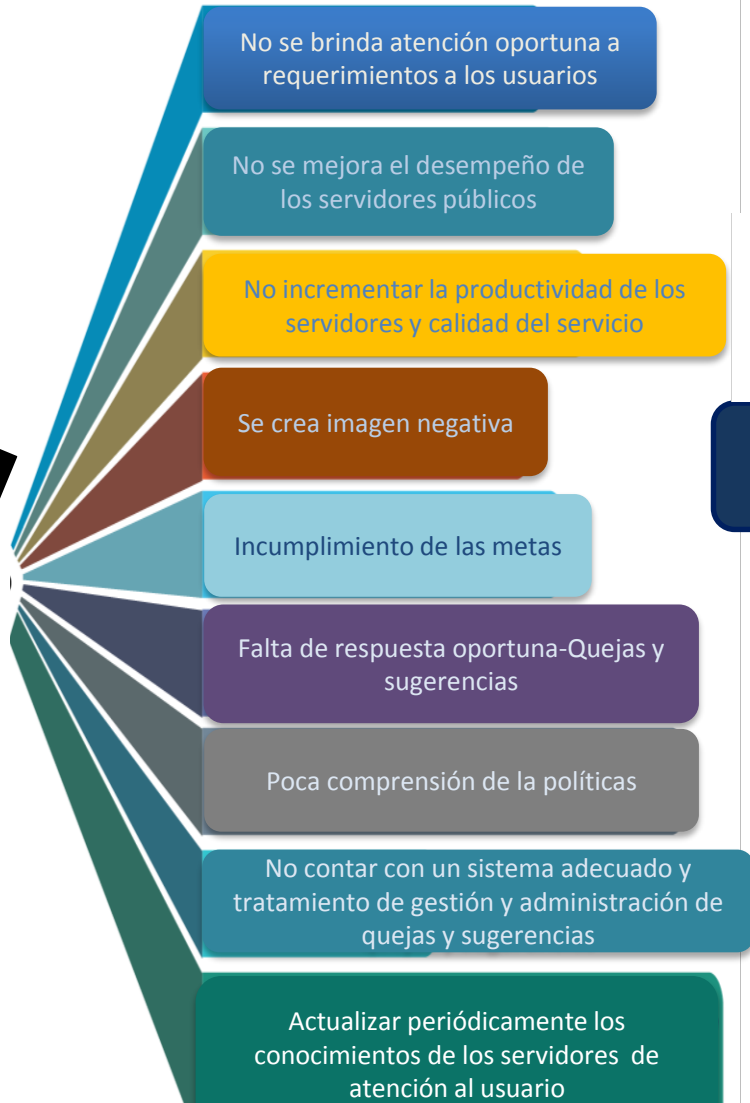 No se brinda atención oportuna a
requerimientos a los usuarios
No se mejora el desempeño de
los servidores públicos
No incrementar la productividad de los
servidores y calidad del servicio
Se crea imagen negativa
Incumplimiento de las metas
Falta de respuesta oportuna-Quejas y
sugerencias
Poca comprensión de la políticas
No contar con un sistema adecuado y
tratamiento de gestión y administración de
quejas y sugerencias
Actualizar periódicamente los
conocimientos de los servidores de
atención al usuario